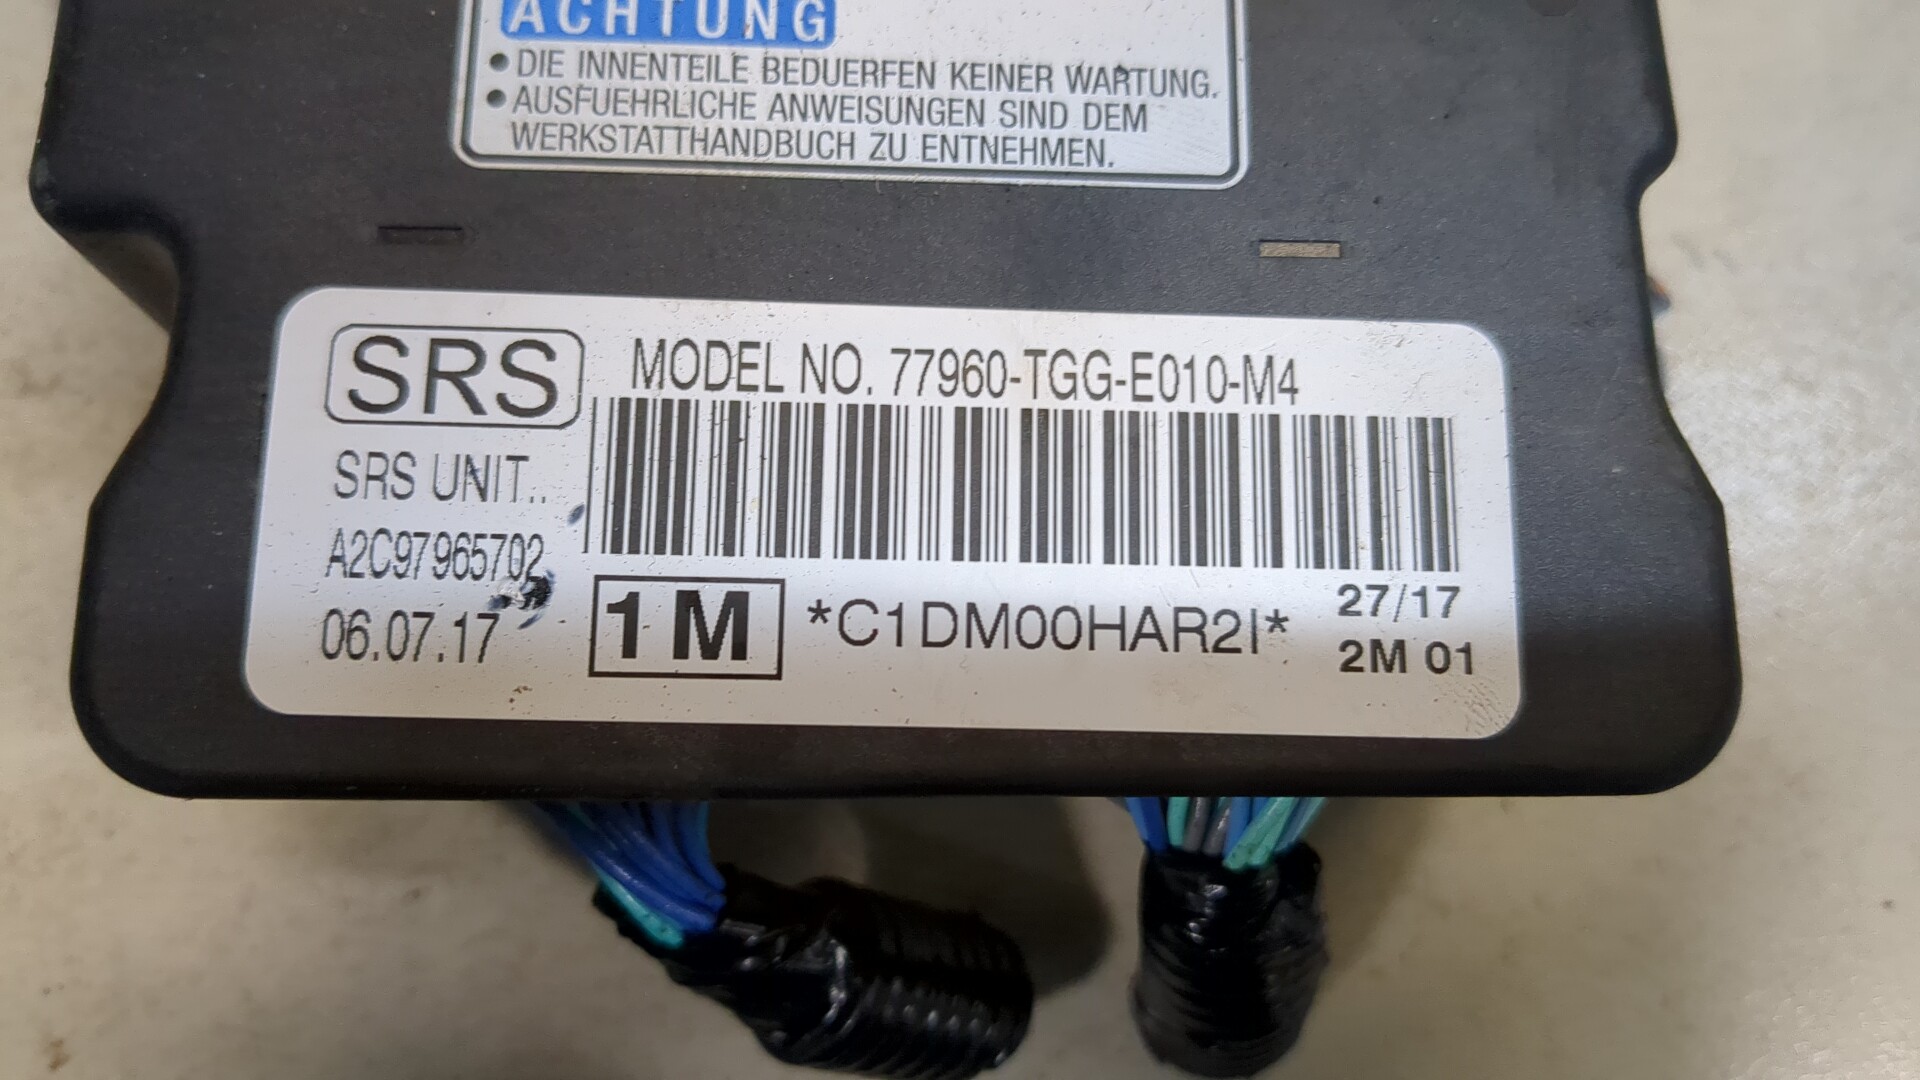 ACHTUNG
• DIE INNENTEILE BEDUERFEN KEINER WARTUNG.
• AUSFUEHRLICHE ANWEISUNGEN SIND DEM
WERKSTATTHANDBUCH ZU ENTNEHMEN.
SRS MODEL NO. 77960-TGG-E010-M4
SRS UNIT..
A2C97965702
06.07.17
1 M *C1DM00HAR2I* 27/17
2M 01